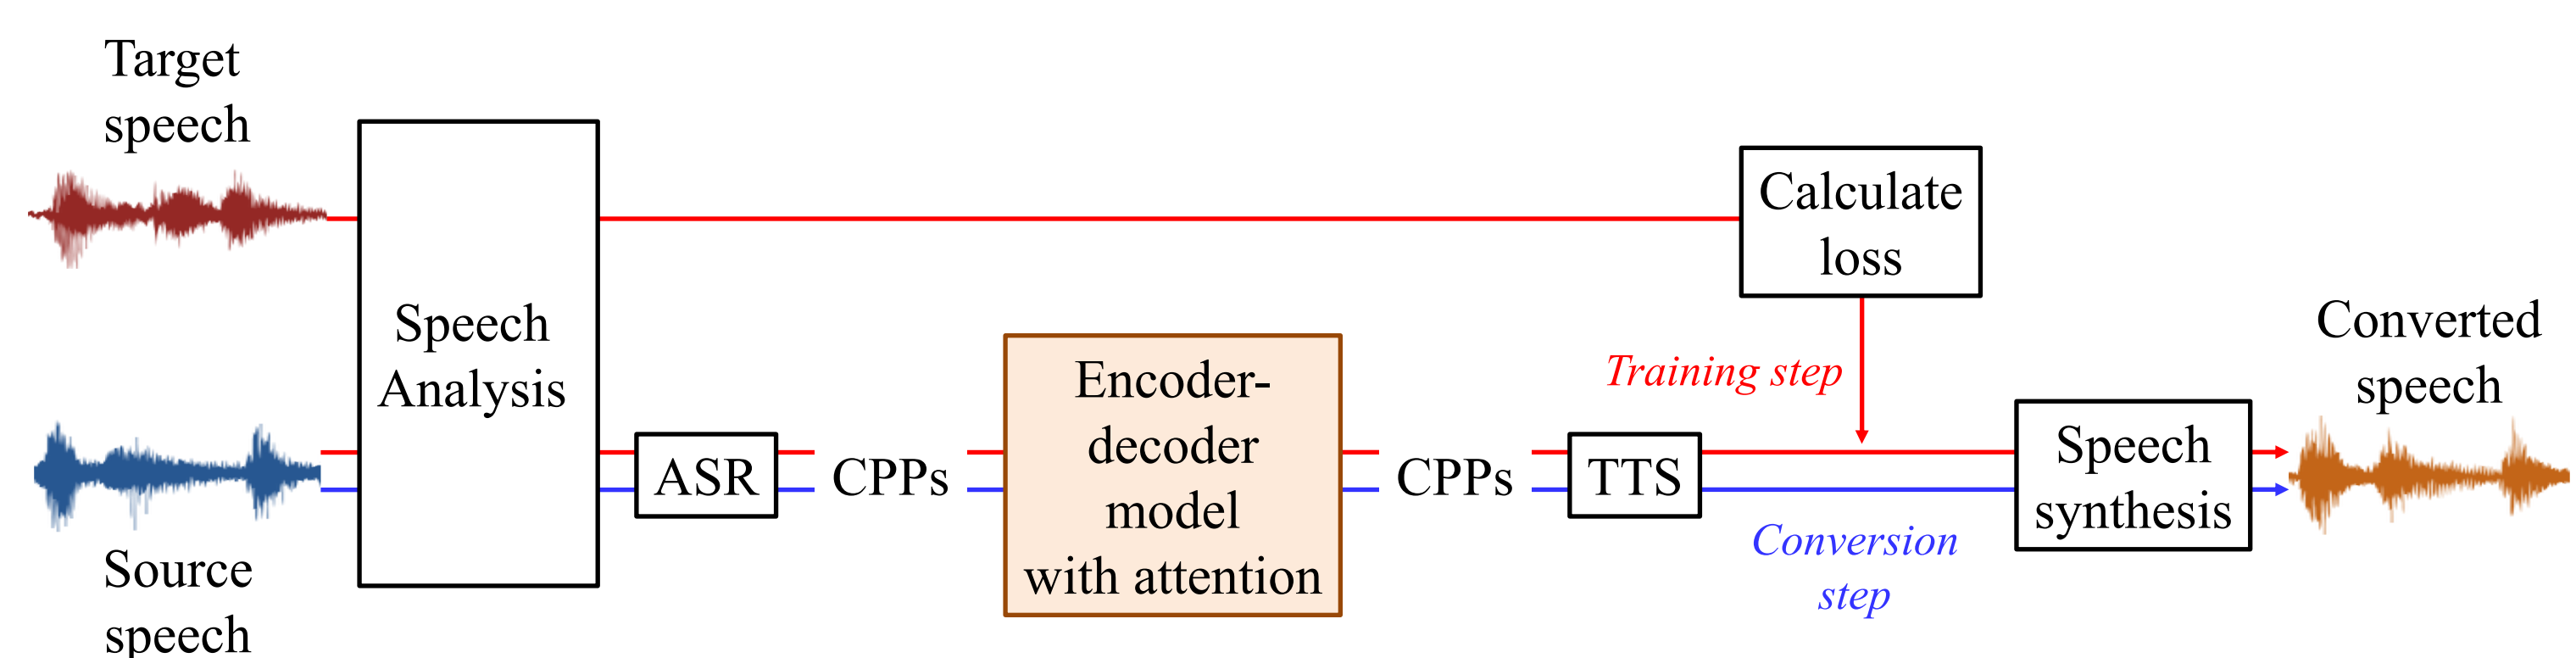 Target
speech
Speech
Analysis
Source
speech
ASR
CPPs
Encoder-
decoder
model
with attention
CPPs
TTS
Calculate
loss
Training step
Conversion
step
Speech
synthesis
Converted
speech